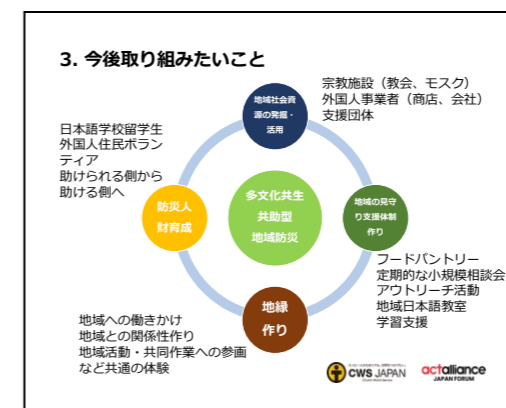 3. 今後取り組みたいこと
地域社会資
源の発掘・
活用
宗教施設（教会、モスク）
外国人事業者（商店、会社）
支援団体
日本語学校留学生
外国人住民ボラン
ティア
助けられる側から
助ける側へ
防災人
財育成
多文化共生
共助型
地域防災
地域の見守
り支援体制
作り
フードパントリー
定期的な小規模相談会
アウトリーチ活動
地域日本語教室
学習支援
地縁
作り
地域への働きかけ
地域との関係性作り
地域活動・共同作業への参画
など共通の体験
CWS JAPAN
actalliance
JAPAN FORUM